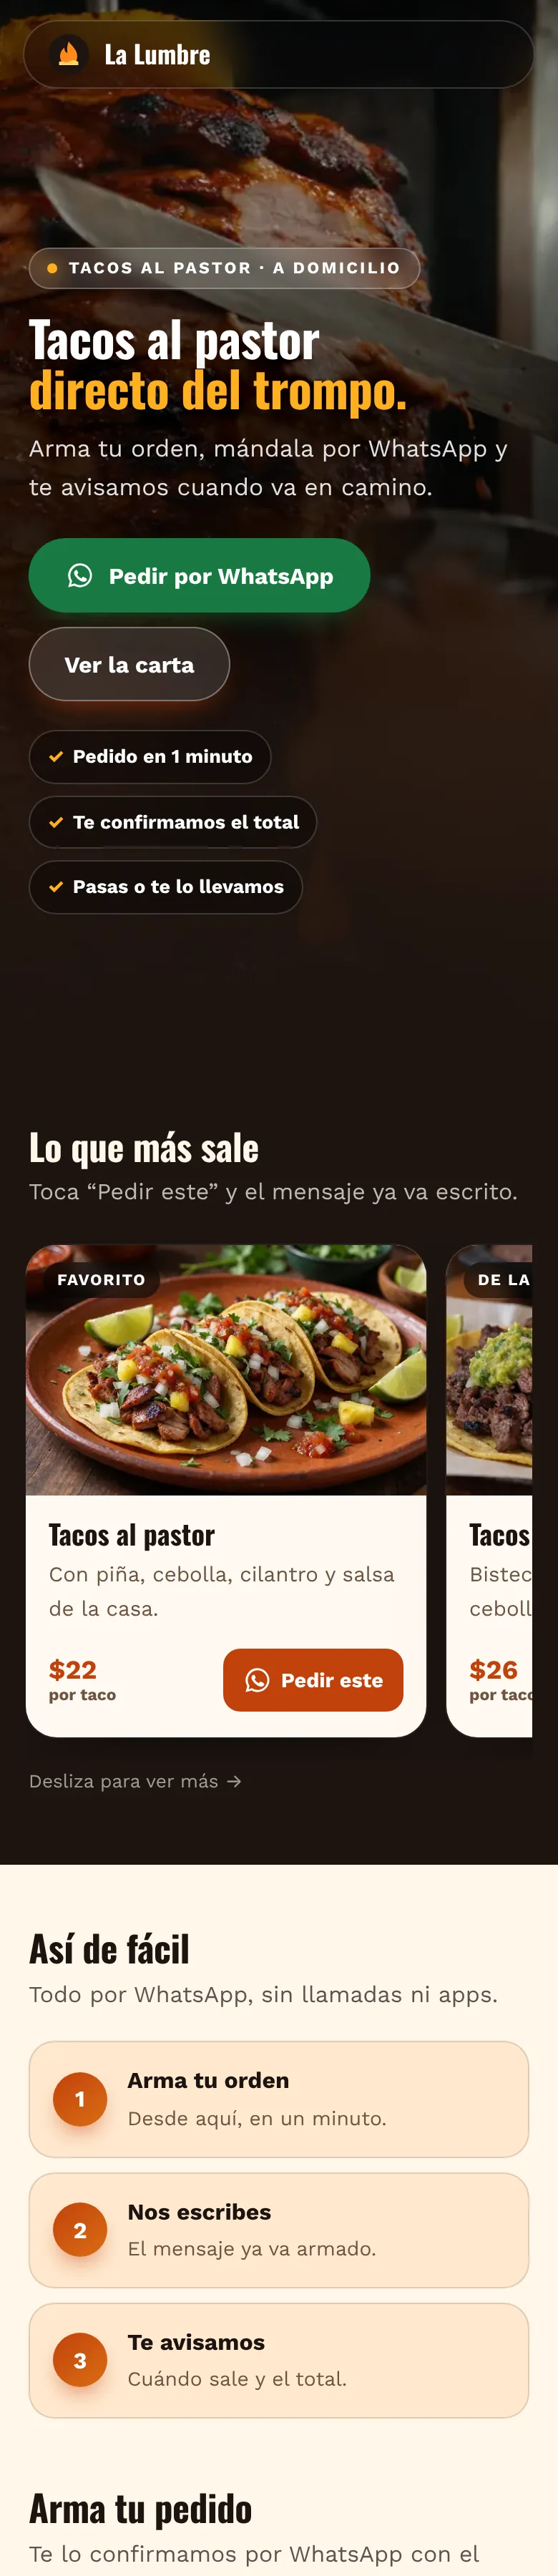 La Lumbre
TACOS AL PASTOR · A DOMICILIO
Tacos al pastor
directo del trompo.
Arma tu orden, mándala por WhatsApp y
te avisamos cuando va en camino.
Pedir por WhatsApp
Ver la carta
✓ Pedido en 1 minuto
✓ Te confirmamos el total
✓ Pasas o te lo llevamos
Lo que más sale
Toca “Pedir este” y el mensaje ya va escrito.
FAVORITO
DE LA
Tacos al pastor
Con piña, cebolla, cilantro y salsa
de la casa.
$22
por taco
Pedir este
Tacos
Bistec
ceboll
$26
por taco
Desliza para ver más →
Así de fácil
Todo por WhatsApp, sin llamadas ni apps.
1
Arma tu orden
Desde aquí, en un minuto.
2
Nos escribes
El mensaje ya va armado.
3
Te avisamos
Cuándo sale y el total.
Arma tu pedido
Te lo confirmamos por WhatsApp con el